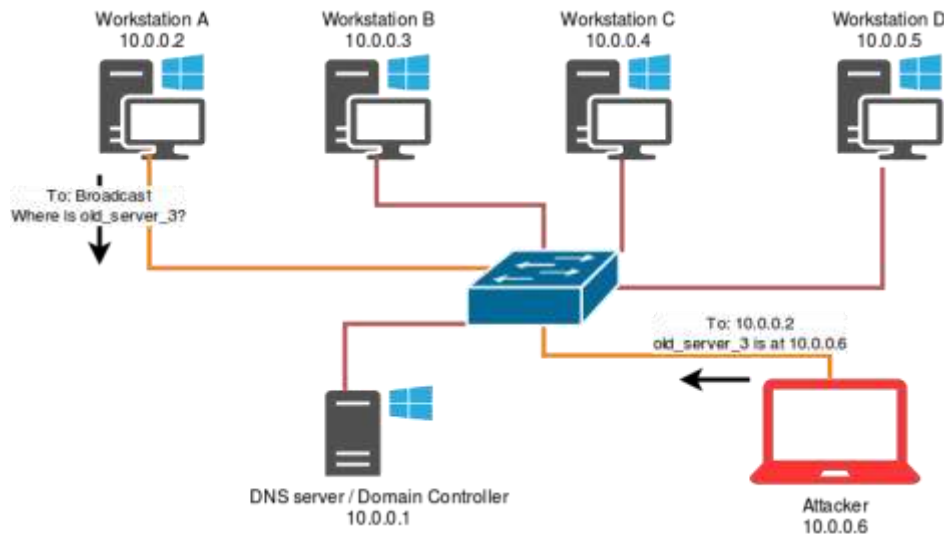 Workstation A
10.0.0.2
Workstation B
10.0.0.3
Workstation C
10.0.0.4
Workstation D
10.0.0.5
To: Broadcast
Where is old_server_3?
To: 10.0.0.2
old_server_3 is at 10.0.0.6
DNS server / Domain Controller
10.0.0.1
Attacker
10.0.0.6